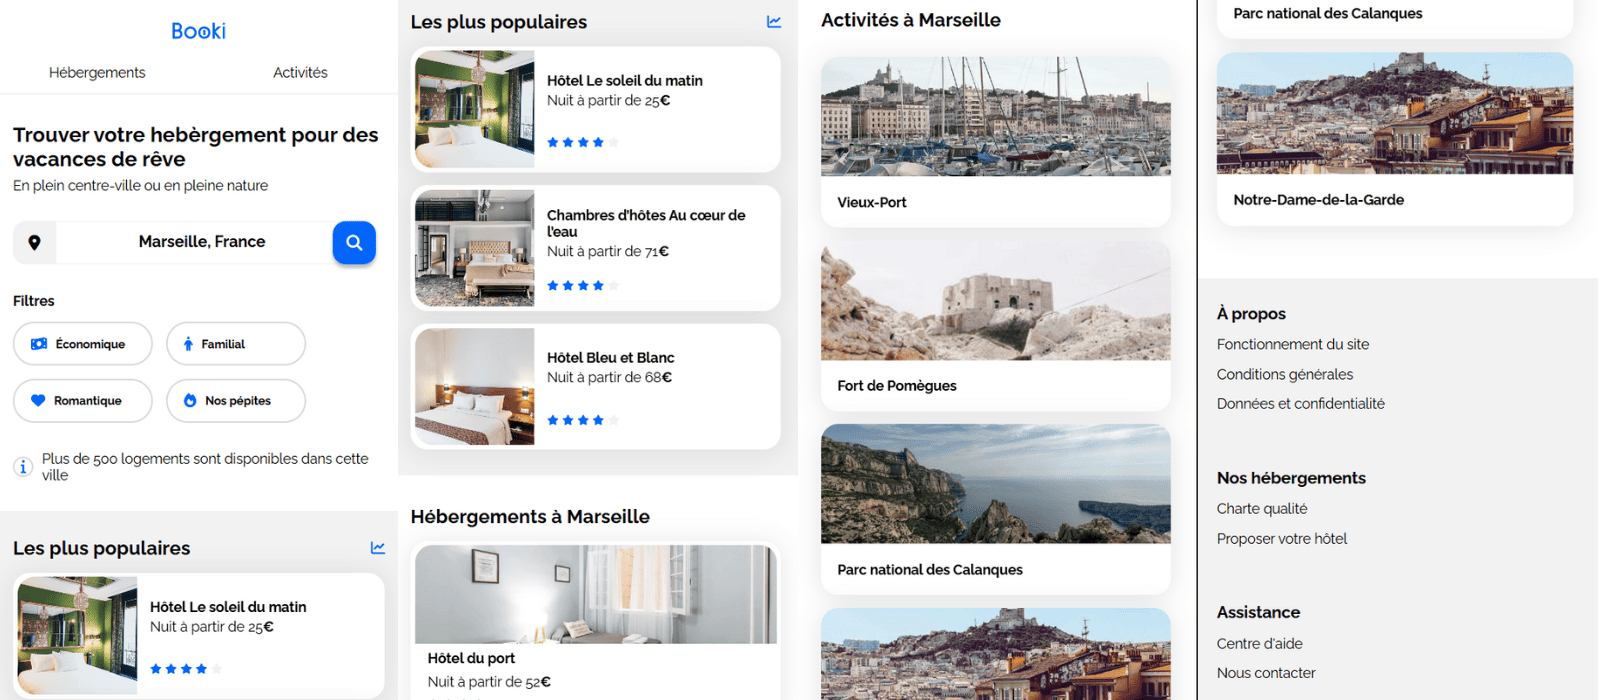 Booki
Hébergements
Activités
Trouver votre hebèrgement pour des
vacances de rêve
En plein centre-ville ou en pleine nature
Marseille, France
Filtres
Économique
Familial
Romantique
Nos pépites
Plus de 500 logements sont disponibles dans cette
ville
Les plus populaires
Hôtel Le soleil du matin
Nuit à partir de 25€
Les plus populaires
Hôtel Le soleil du matin
Nuit à partir de 25€
Chambres d'hôtes Au cœur de
l'eau
Nuit à partir de 71€
Hôtel Bleu et Blanc
Nuit à partir de 68€
Hébergements à Marseille
Hôtel du port
Nuit à partir de 52€
Activités à Marseille
Vieux-Port
Fort de Pomègues
Parc national des Calanques
Parc national des Calanques
Notre-Dame-de-la-Garde
À propos
Fonctionnement du site
Conditions générales
Données et confidentialité
Nos hébergements
Charte qualité
Proposer votre hôtel
Assistance
Centre d'aide
Nous contacter